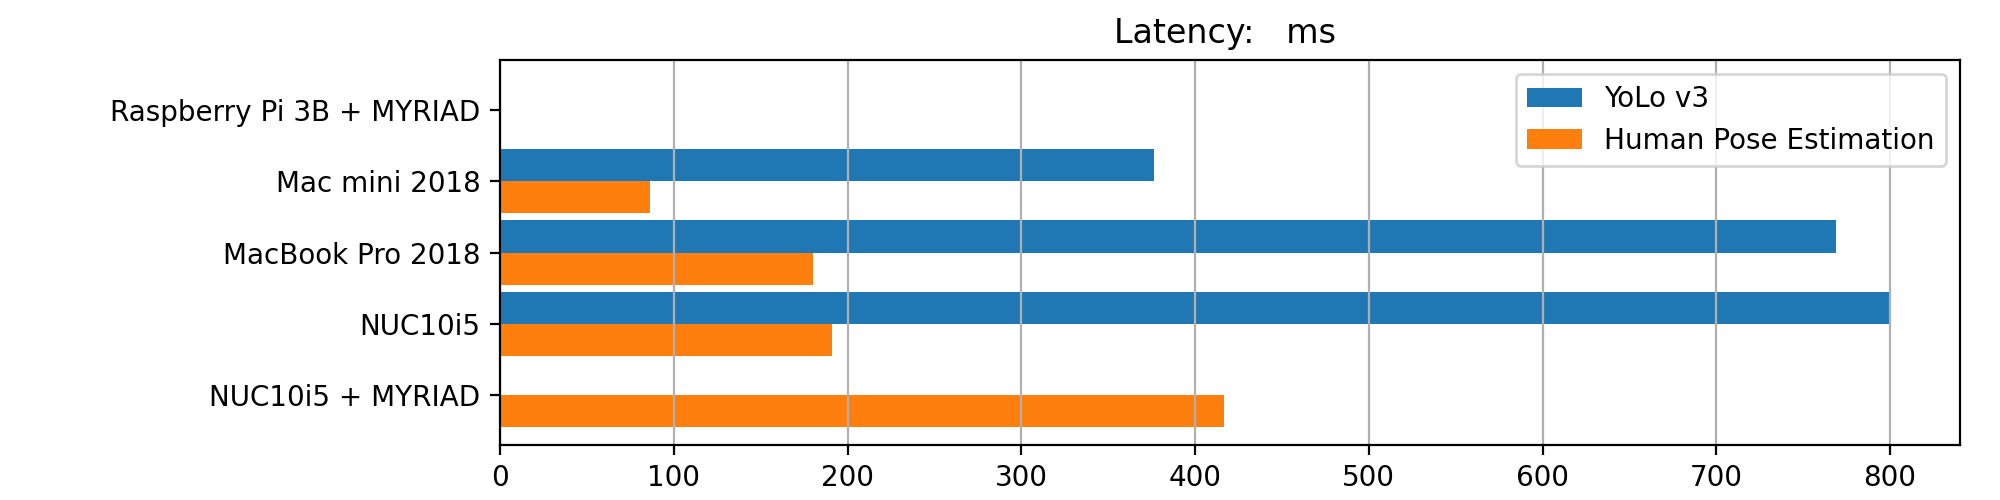 Latency:   ms
YoLo v3
Human Pose Estimation
Raspberry Pi 3B + MYRIAD
Mac mini 2018
MacBook Pro 2018
NUC10i5
NUC10i5 + MYRIAD
0 100 200 300 400 500 600 700 800